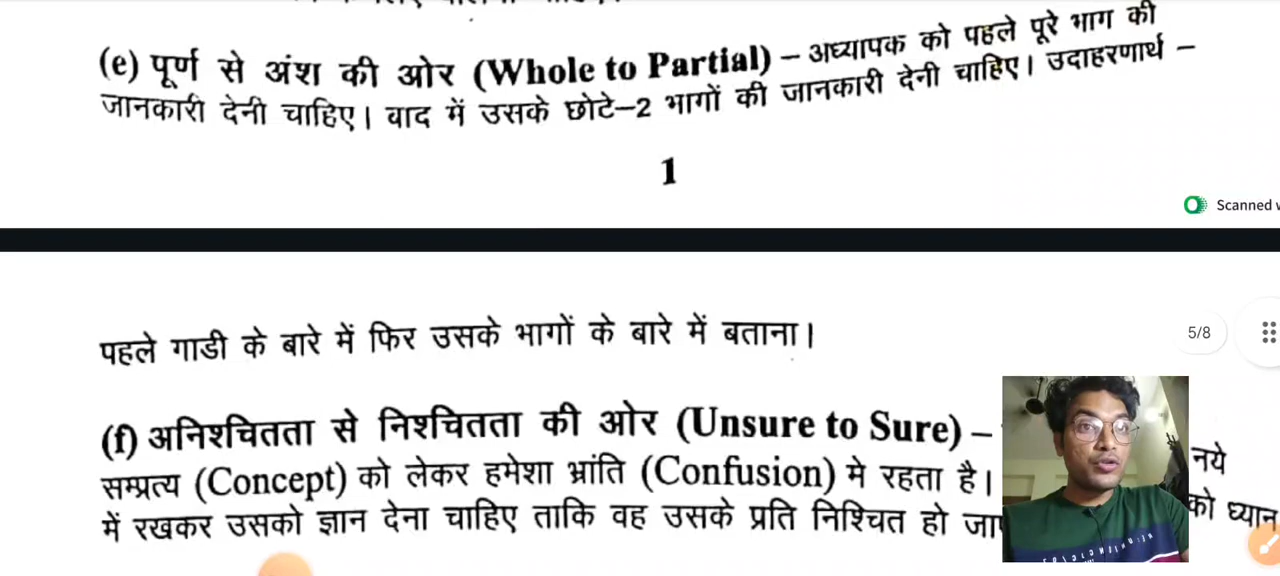 (e) पूर्ण से अंश की ओर (Whole to Partial) – अध्यापक को पहले पूरे भाग की
जानकारी देनी चाहिए। वाद में उसके छोटे–2 भागों की जानकारी देनी चाहिए। उदाहरणार्थ –
1
Scanned
पहले गाडी के बारे में फिर उसके भागों के बारे में बताना।
5/8
(f) अनिश्चितता से निश्चितता की ओर (Unsure to Sure) –
नये
सम्प्रत्य (Concept) को लेकर हमेशा भ्रांति (Confusion) मे रहता है।
को ध्यान
में रखकर उसको ज्ञान देना चाहिए ताकि वह उसके प्रति निश्चित हो